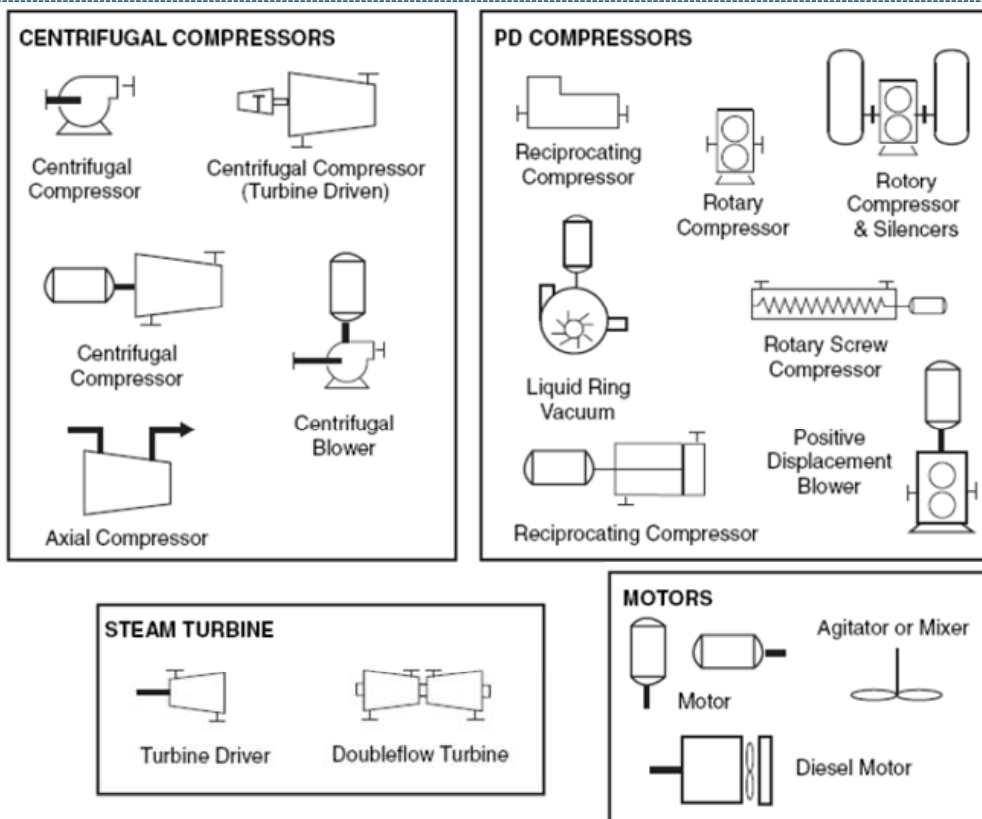 CENTRIFUGAL COMPRESSORS
Centrifugal
Compressor
T
Centrifugal Compressor
(Turbine Driven)
Centrifugal
Compressor
Centrifugal
Blower
Axial Compressor
PD COMPRESSORS
Reciprocating
Compressor
Rotary
Compressor
Rotory
Compressor
& Silencers
Liquid Ring
Vacuum
Rotary Screw
Compressor
Positive
Displacement
Blower
Reciprocating Compressor
STEAM TURBINE
Turbine Driver
Doubleflow Turbine
MOTORS
Motor
Agitator or Mixer
Diesel Motor